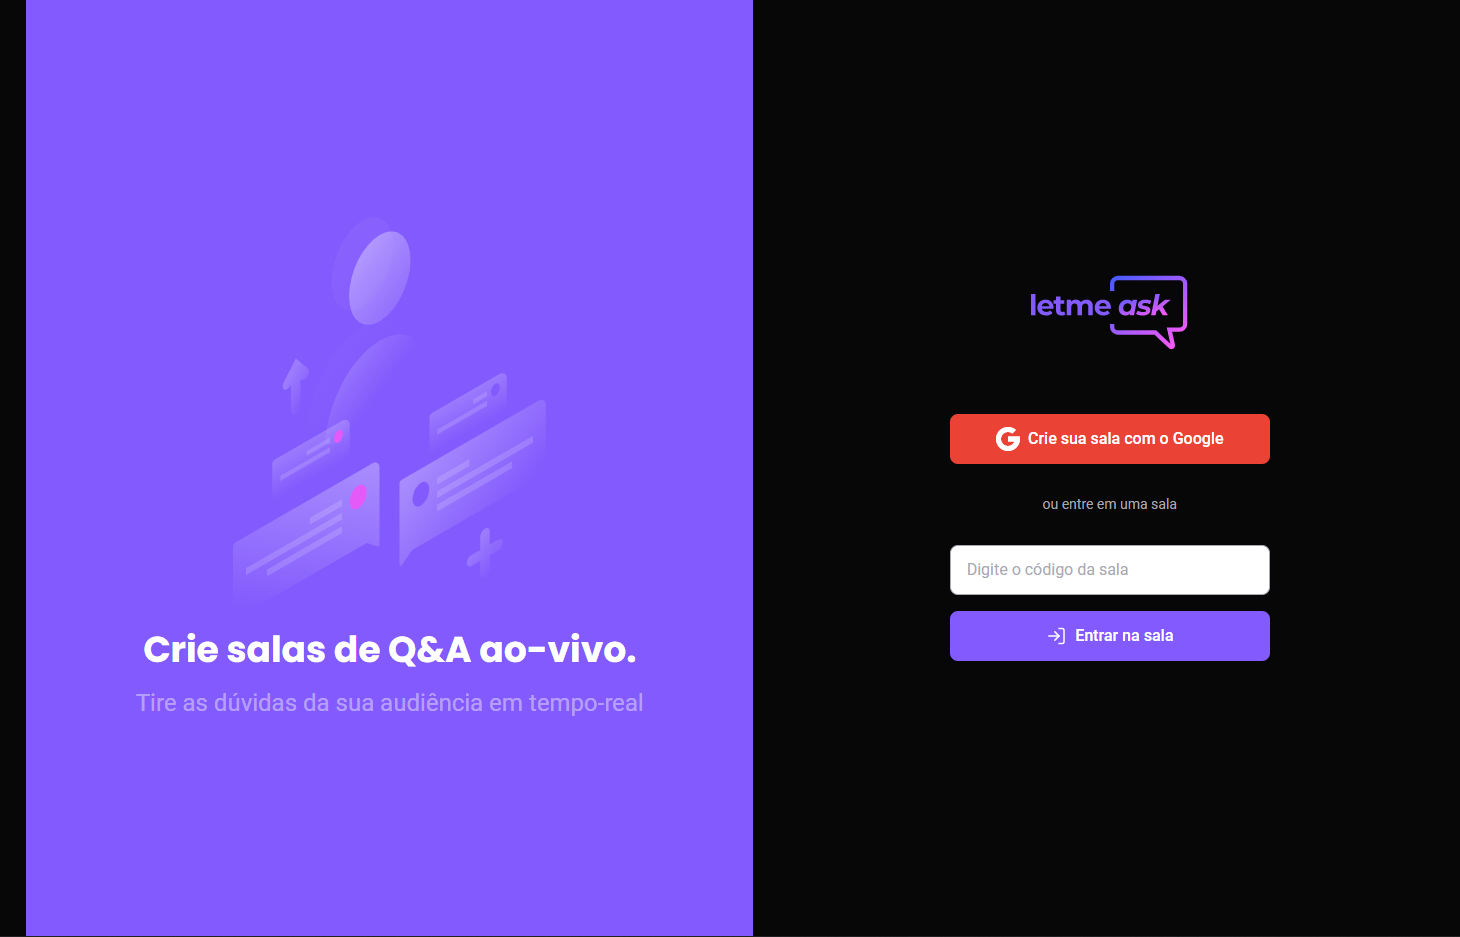 Crie salas de Q&A ao-vivo.
Tire as dúvidas da sua audiência em tempo-real
letme ask
Crie sua sala com o Google
ou entre em uma sala
Digite o código da sala
Entrar na sala